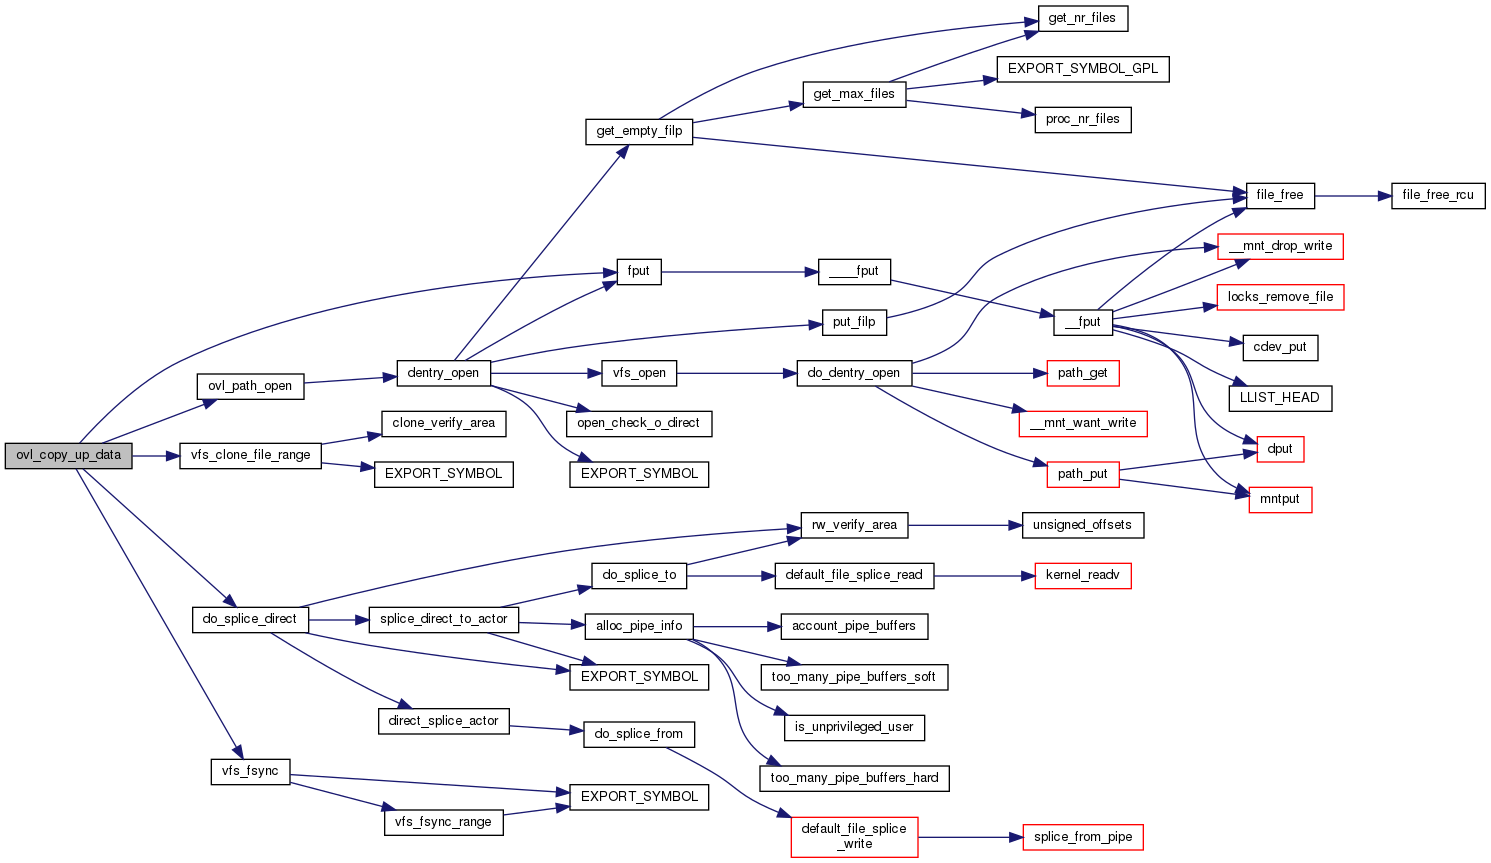 get_nr_files
EXPORT_SYMBOL_GPL
get_max_files
proc_nr_files
get_empty_filp
file_free
file_free_rcu
__mnt_drop_write
fput
____fput
locks_remove_file
put_filp
__fput
cdev_put
ovl_path_open
dentry_open
vfs_open
do_dentry_open
path_get
LLIST_HEAD
clone_verify_area
open_check_o_direct
__mnt_want_write
ovl_copy_up_data
vfs_clone_file_range
dput
EXPORT_SYMBOL
EXPORT_SYMBOL
path_put
mntput
rw_verify_area
unsigned_offsets
do_splice_to
default_file_splice_read
kernel_readv
do_splice_direct
splice_direct_to_actor
alloc_pipe_info
account_pipe_buffers
EXPORT_SYMBOL
too_many_pipe_buffers_soft
direct_splice_actor
do_splice_from
is_unprivileged_user
vfs_fsync
too_many_pipe_buffers_hard
EXPORT_SYMBOL
vfs_fsync_range
default_file_splice
_write
splice_from_pipe